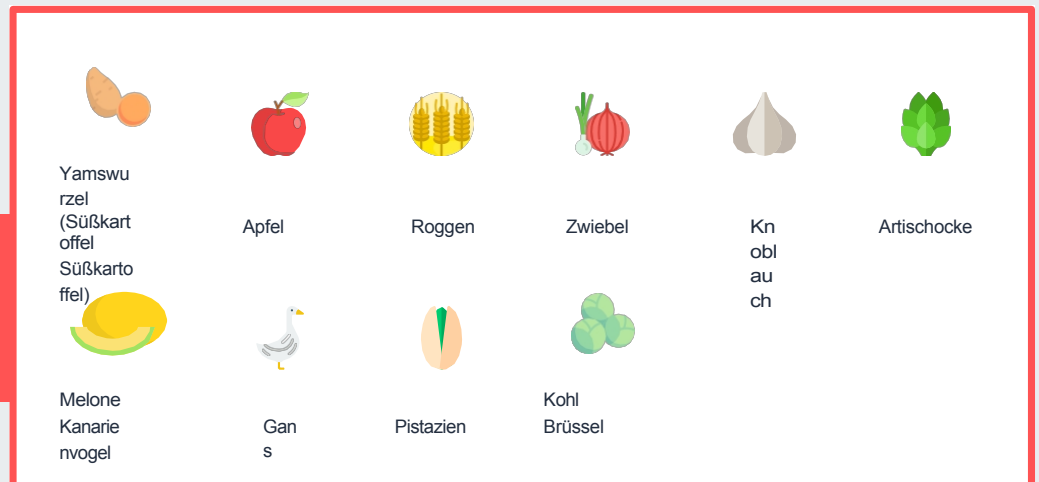 Yamswu
rzel
(Süßkart
offel
Süßkarto
ffel)
Apfel
Roggen
Zwiebel
Kn
obl
au
ch
Artischocke
Melone
Kanarie
nvogel
Gan
s
Pistazien
Kohl
Brüssel